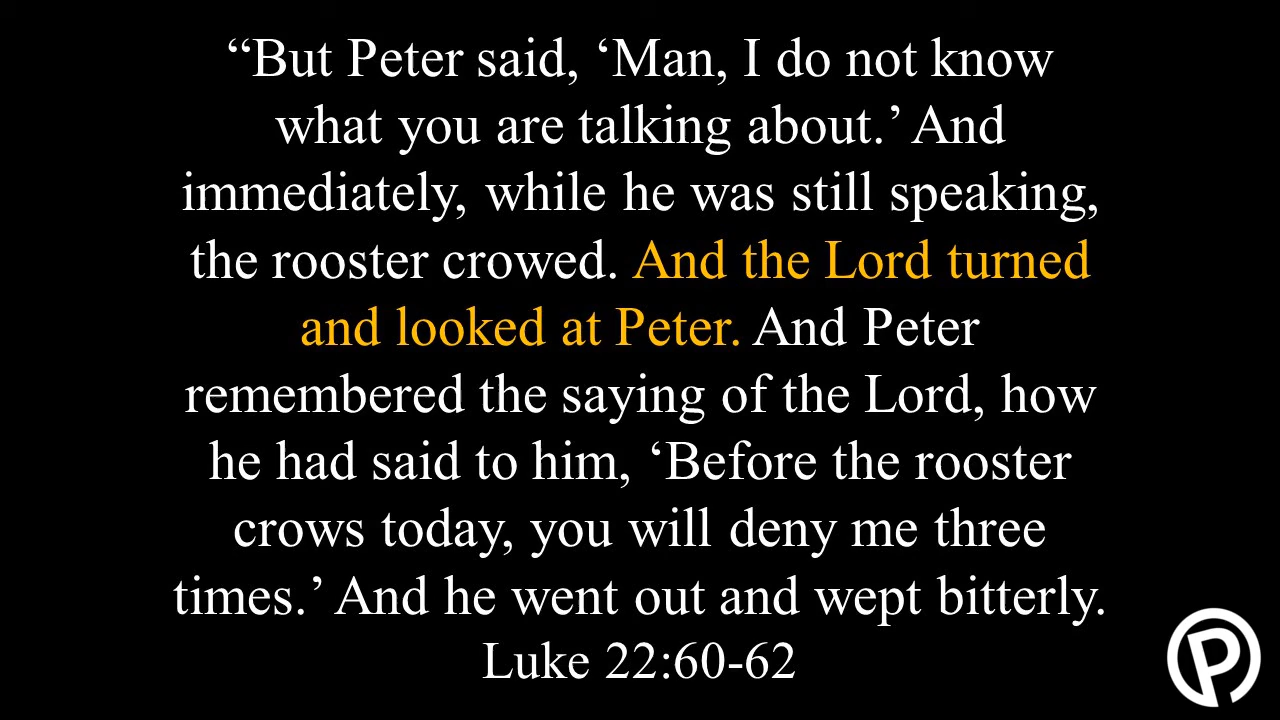 “But Peter said, ‘Man, I do not know
what you are talking about.’ And
immediately, while he was still speaking,
the rooster crowed. And the Lord turned
and looked at Peter. And Peter
remembered the saying of the Lord, how
he had said to him, ‘Before the rooster
crows today, you will deny me three
times.’ And he went out and wept bitterly.
Luke 22:60-62
P